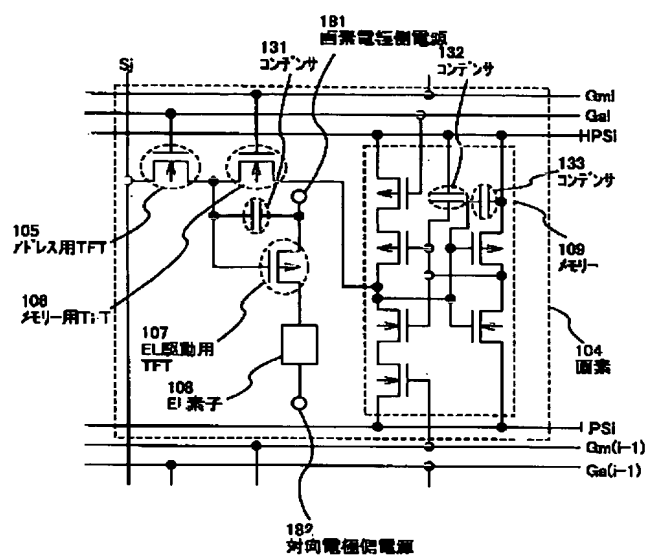 181
画素電極側電源
131
コンデンサ
132
コンデンサ
Sj
Gmi
Gai
HPSi
133
コンデンサ
105
アドレス用TFT
109
メモリー
106
メモリー用TFT
107
EL駆動用
TFT
104
画素
108
EL素子
LPSi
Gm(i-1)
Ga(i-1)
182
対向電極側電源